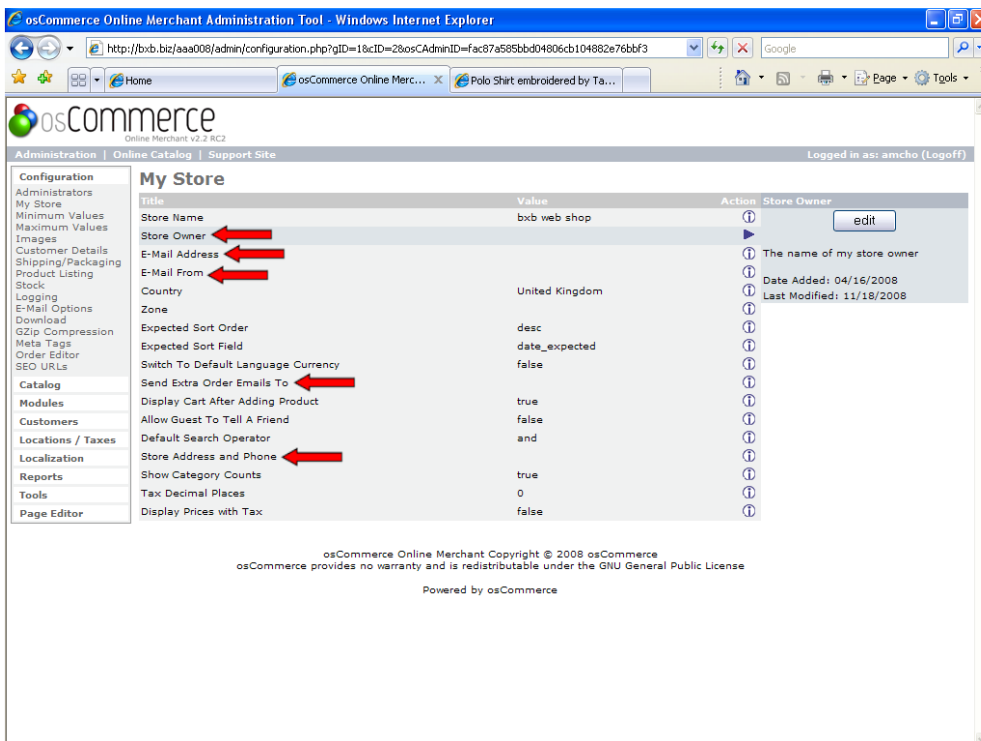 osCommerce Online Merchant Administration Tool - Windows Internet Explorer
http://bxb.biz/aaa008/admin/configuration.php?gID=1&cID=2&osCAdminID=fac87a585bbd04806cb104882e76bbf3
Google
Home
osCommerce Online Merc... X
Polo Shirt embroidered by Ta...
Page
Tools
osCommerce
Online Merchant v2.2 RC2
Administration | Online Catalog | Support Site
Logged in as: amcho (Logoff)
Configuration
Administrators
My Store
Minimum Values
Maximum Values
Images
Customer Details
Shipping/Packaging
Product Listing
Stock
Logging
E-Mail Options
Download
GZip Compression
Meta Tags
Order Editor
SEO URLs
Catalog
Modules
Customers
Locations / Taxes
Localization
Reports
Tools
Page Editor
My Store
Title Value Action
Store Name bxb web shop
Store Owner
E-Mail Address
E-Mail From
Country United Kingdom
Zone
Expected Sort Order desc
Expected Sort Field date_expected
Switch To Default Language Currency false
Send Extra Order Emails To
Display Cart After Adding Product true
Allow Guest To Tell A Friend false
Default Search Operator and
Store Address and Phone
Show Category Counts true
Tax Decimal Places 0
Display Prices with Tax false
Store Owner
edit
The name of my store owner
Date Added: 04/16/2008
Last Modified: 11/18/2008
osCommerce Online Merchant Copyright © 2008 osCommerce
osCommerce provides no warranty and is redistributable under the GNU General Public License
Powered by osCommerce